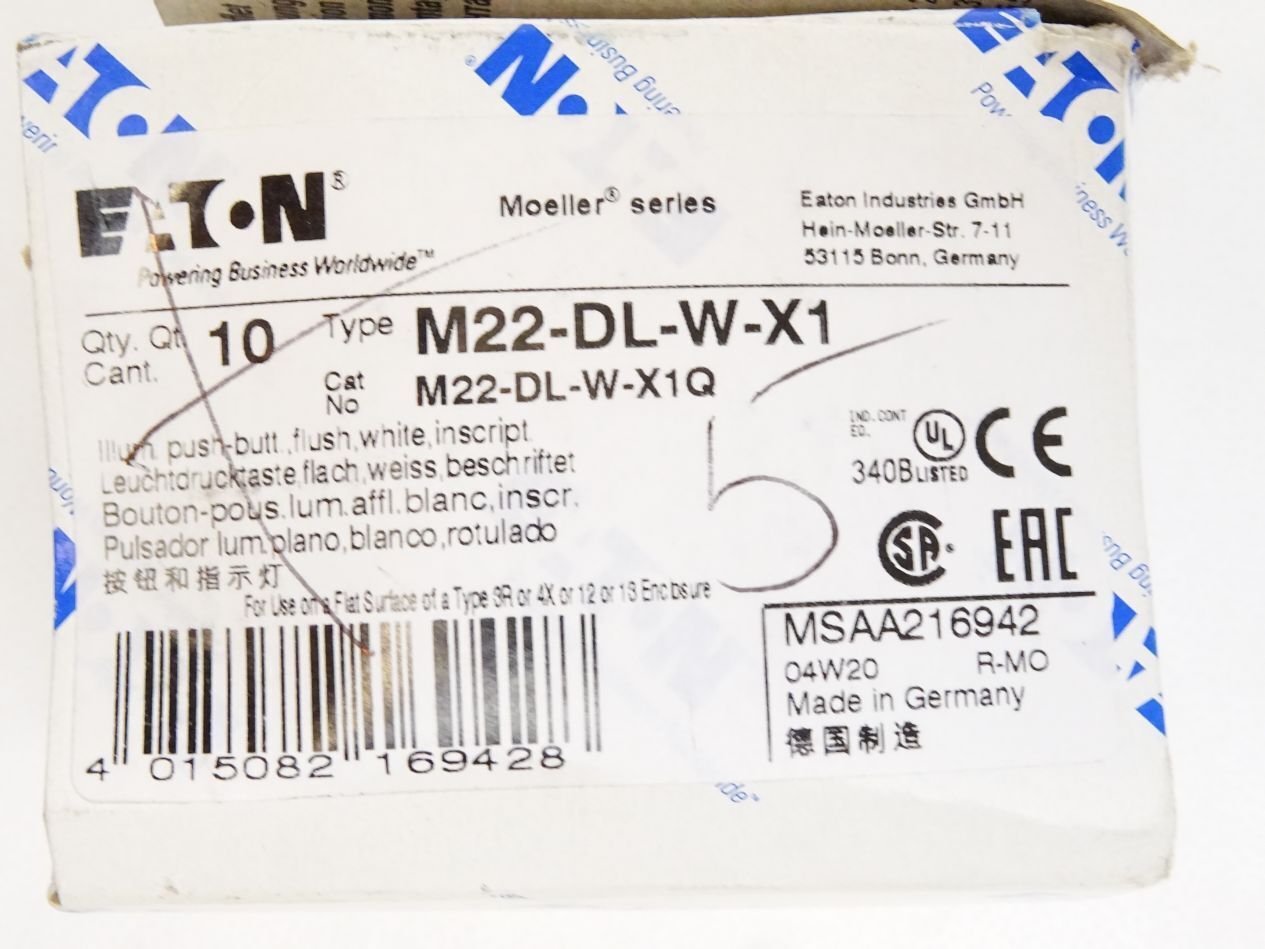 EATON
EATON
EATON®
Powering Business Worldwide™
Moeller® series
Eaton Industries GmbH
Hein-Moeller-Str. 7-11
53115 Bonn, Germany
Qty. Qt.
Cant.
10
Type M22-DL-W-X1
Cat No M22-DL-W-X1Q
5
Illum. push-butt.,flush,white,inscript.
Leuchtdrucktaste,flach,weiss,beschriftet
Bouton-pous.lum.affl.blanc,inscr.
Pulsador lum.plano,blanco,rotulado
按钮和指示灯
For Use on a Flat Surface of a Type 3R or 4X or 12 or 13 Enclosure
IND. CONT
EQ.
UL
340B LISTED
CE
SA
EAC
4 015082 169428
MSAA216942
04W20 R-MO
Made in Germany
德国制造